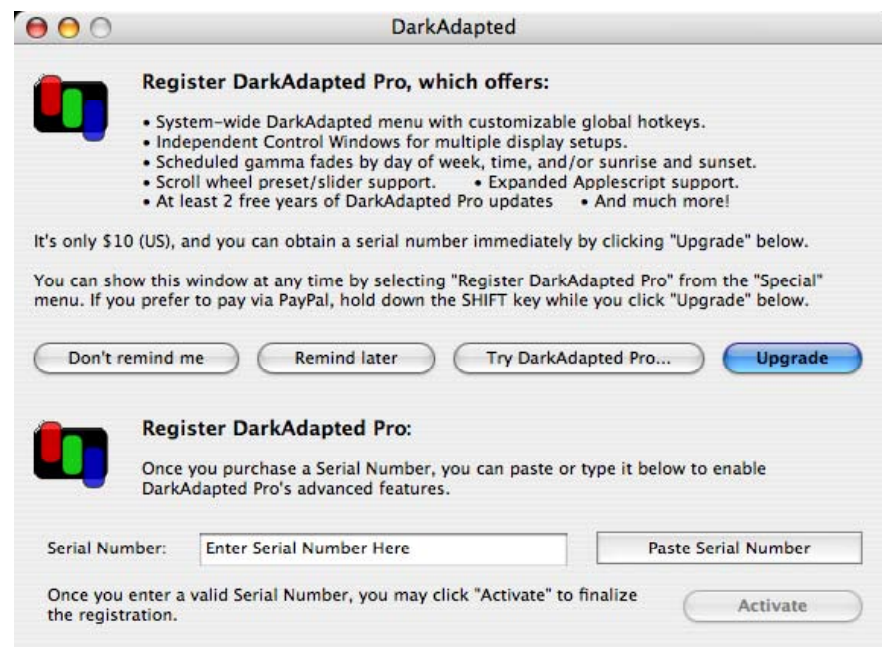 DarkAdapted
Register DarkAdapted Pro, which offers:
• System-wide DarkAdapted menu with customizable global hotkeys.
• Independent Control Windows for multiple display setups.
• Scheduled gamma fades by day of week, time, and/or sunrise and sunset.
• Scroll wheel preset/slider support. • Expanded Applescript support.
• At least 2 free years of DarkAdapted Pro updates • And much more!
It's only $10 (US), and you can obtain a serial number immediately by clicking "Upgrade" below.
You can show this window at any time by selecting "Register DarkAdapted Pro" from the "Special"
menu. If you prefer to pay via PayPal, hold down the SHIFT key while you click "Upgrade" below.
Don't remind me Remind later Try DarkAdapted Pro... Upgrade
Register DarkAdapted Pro:
Once you purchase a Serial Number, you can paste or type it below to enable
DarkAdapted Pro's advanced features.
Serial Number: Enter Serial Number Here Paste Serial Number
Once you enter a valid Serial Number, you may click "Activate" to finalize
the registration.
Activate